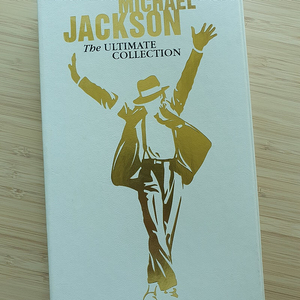 MICHAEL
JACKSON
The ULTIMATE
COLLECTION